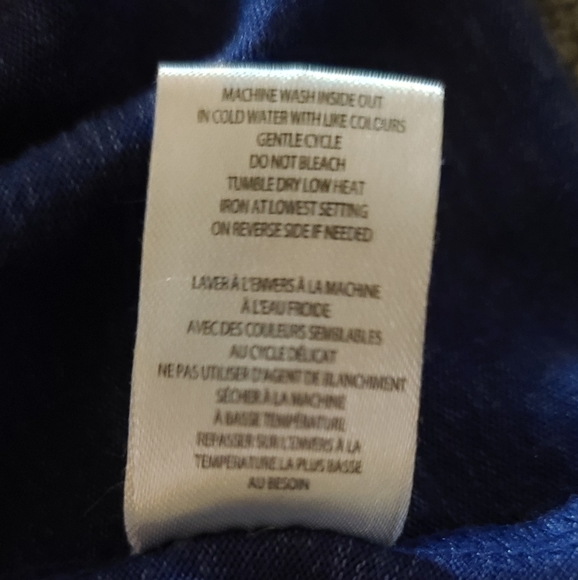 MACHINE WASH INSIDE OUT
IN COLD WATER WITH LIKE COLOURS
GENTLE CYCLE
DO NOT BLEACH
TUMBLE DRY LOW HEAT
IRON AT LOWEST SETTING
ON REVERSE SIDE IF NEEDED
LAVER À L'ENVERS À LA MACHINE
À L'EAU FROIDE
AVEC DES COULEURS SEMBLABLES
AU CYCLE DÉLICAT
NE PAS UTILISER D'AGENT DE BLANCHIMENT
SÉCHER À LA MACHINE
À BASSE TEMPÉRATURE
REPASSER SUR L'ENVERS À LA
TEMPÉRATURE LA PLUS BASSE
AU BESOIN